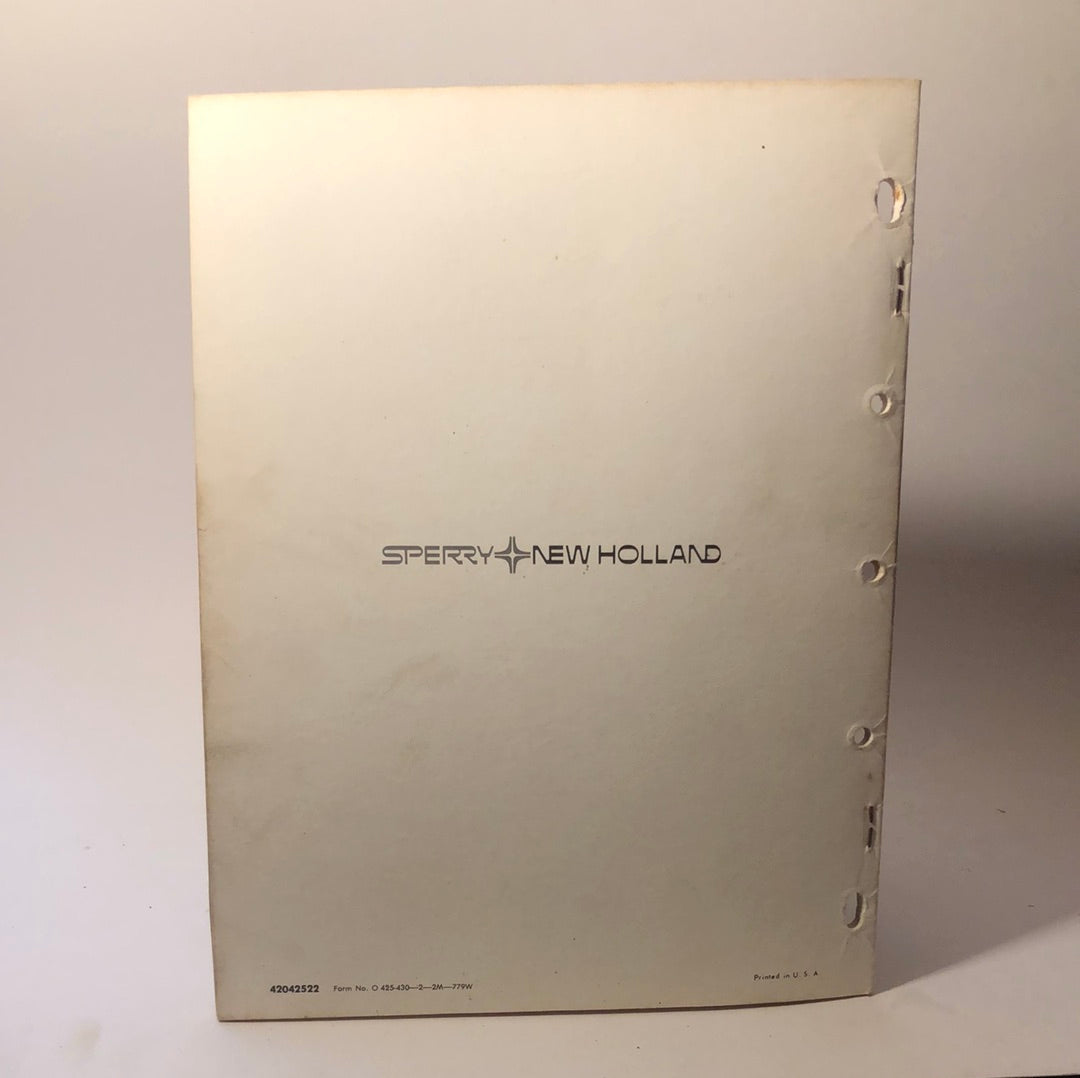 SPERRY NEW HOLLAND
42042522 Form No. O 425-430—2—2M—779W
Printed in U. S. A